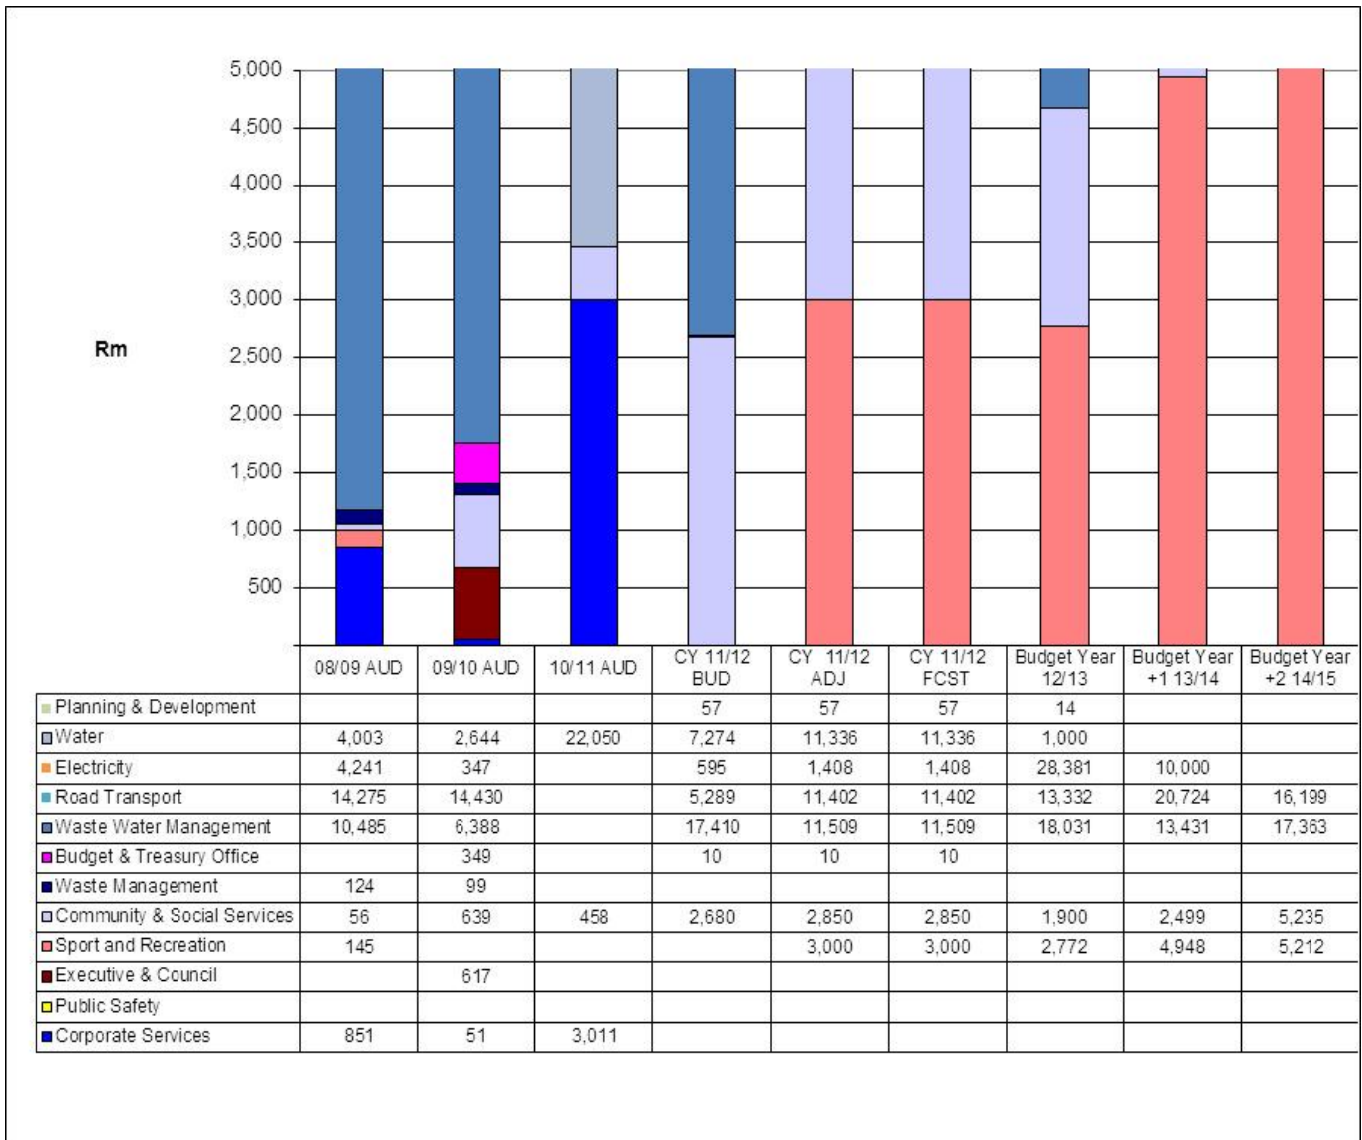 5,000
4,500
4,000
3,500
3,000
Rm
2,500
2,000
1,500
1,000
500
08/09 AUD 09/10 AUD 10/11 AUD CY 11/12 BUD CY 11/12 ADJ CY 11/12 FCST Budget Year 12/13 Budget Year +1 13/14 Budget Year +2 14/15
Planning & Development 57 57 57 14
Water 4,003 2,644 22,050 7,274 11,336 11,336 1,000
Electricity 4,241 347 595 1,408 1,408 28,381 10,000
Road Transport 14,275 14,430 5,289 11,402 11,402 13,332 20,724 16,199
Waste Water Management 10,485 6,388 17,410 11,509 11,509 18,031 13,431 17,363
Budget & Treasury Office 349 10 10 10
Waste Management 124 99
Community & Social Services 56 639 458 2,680 2,850 2,850 1,900 2,499 5,235
Sport and Recreation 145 3,000 3,000 2,772 4,948 5,212
Executive & Council 617
Public Safety
Corporate Services 851 51 3,011